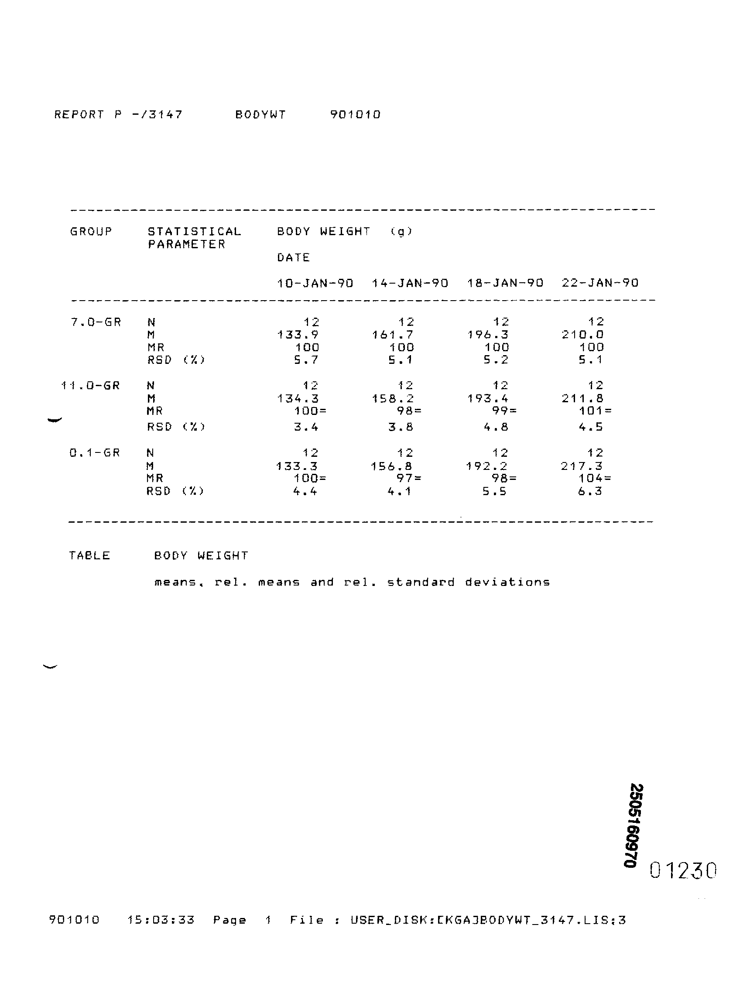 REPORT P -/3147 BODYWT 901010
GROUP STATISTICAL BODY WEIGHT (g)
PARAMETER
DATE
10-JAN-90 14-JAN-90 18-JAN-90 22-JAN-90
7.0-GR N 12 12 12 12
M 133.9 161.7 196.3 210.0
MR 100 100 100 100
RSD (%) 5.7 5.1 5.2 5.1
11.0-GR N 12 12 12 12
M 134.3 158.2 193.4 211.8
MR 100= 98= 99= 101=
RSD (%) 3.4 3.8 4.8 4.5
0.1-GR N 12 12 12 12
M 133.3 156.8 192.2 217.3
MR 100= 97= 98= 104=
RSD (%) 4.4 4.1 5.5 6.3
TABLE BODY WEIGHT
means, rel. means and rel. standard deviations
2505160970
01230
901010 15:03:33 Page 1 File : USER_DISK:[KGA]BODYWT_3147.LIS;3